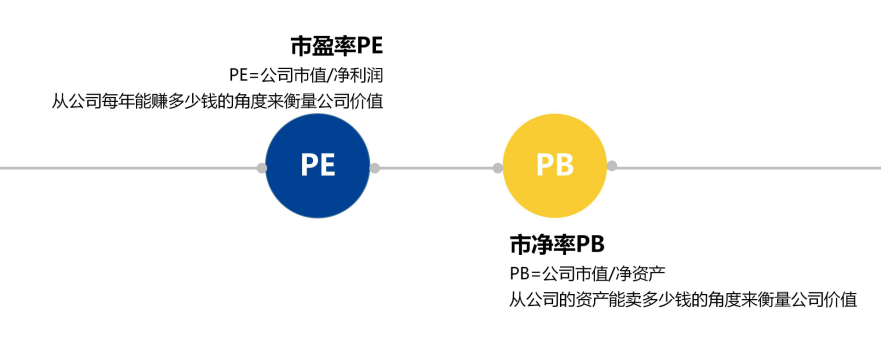 市盈率PE
PE=公司市值/净利润
从公司每年能赚多少钱的角度来衡量公司价值
PE
PB
市净率PB
PB=公司市值/净资产
从公司的资产能卖多少钱的角度来衡量公司价值